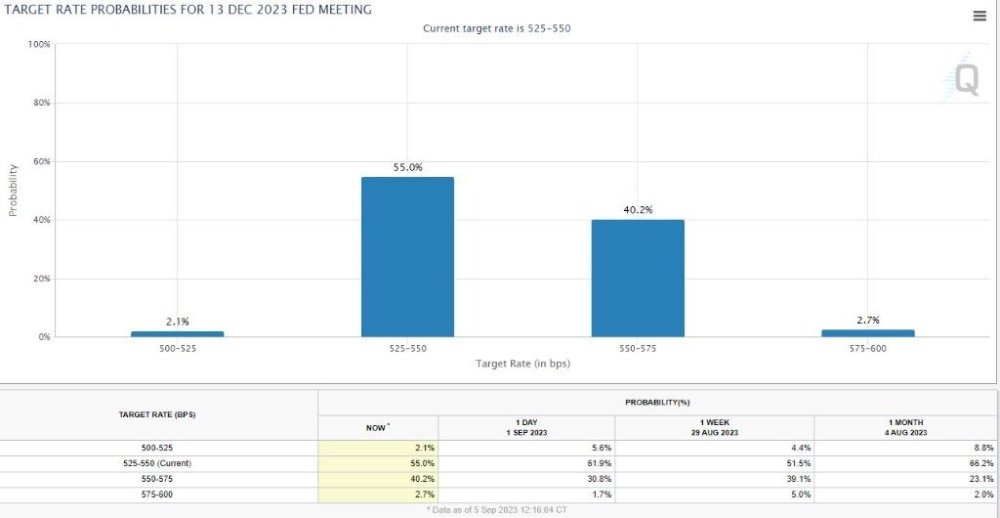 TARGET RATE PROBABILITIES FOR 13 DEC 2023 FED MEETING
Current target rate is 525-550
Probability
100%
80%
60%
40%
20%
0%
2.1%
55.0%
40.2%
2.7%
500-525
525-550
550-575
575-600
Target Rate (in bps)
Q
TARGET RATE (BPS)
PROBABILITY(%)
NOW *
1 DAY
1 SEP 2023
1 WEEK
29 AUG 2023
1 MONTH
4 AUG 2023
500-525 2.1% 5.6% 4.4% 8.8%
525-550 (Current) 55.0% 61.9% 51.5% 66.2%
550-575 40.2% 30.8% 39.1% 23.1%
575-600 2.7% 1.7% 5.0% 2.0%
* Data as of 5 Sep 2023 12:16:04 CT